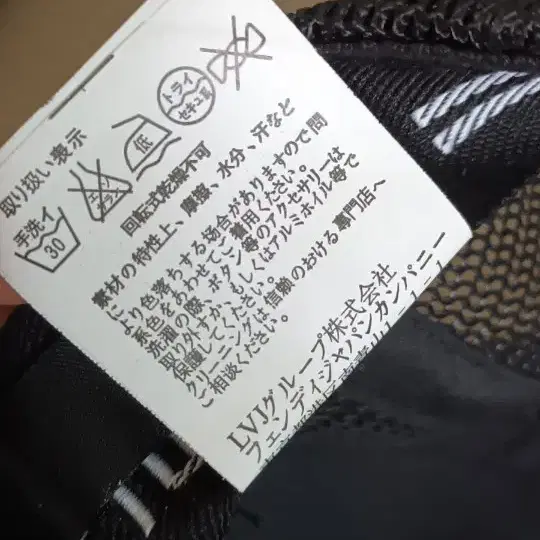 取り扱い表示
手洗イ
30
エンソ
サラシ
低
ドライ
セキユ系
回転式乾燥不可
素材の特性上、摩擦、水分、汗など
により色落ちする場合がありますので同
系色をあわせてご着用ください。
洗濯の際、ボタン等のアクセサリーは
取り外すか、もしくはアルミホイル等で
保護してください。
クリーニングは信頼のおける専門店へ
ご相談ください。
LVJグループ株式会社
フェンディジャパンカンパニー